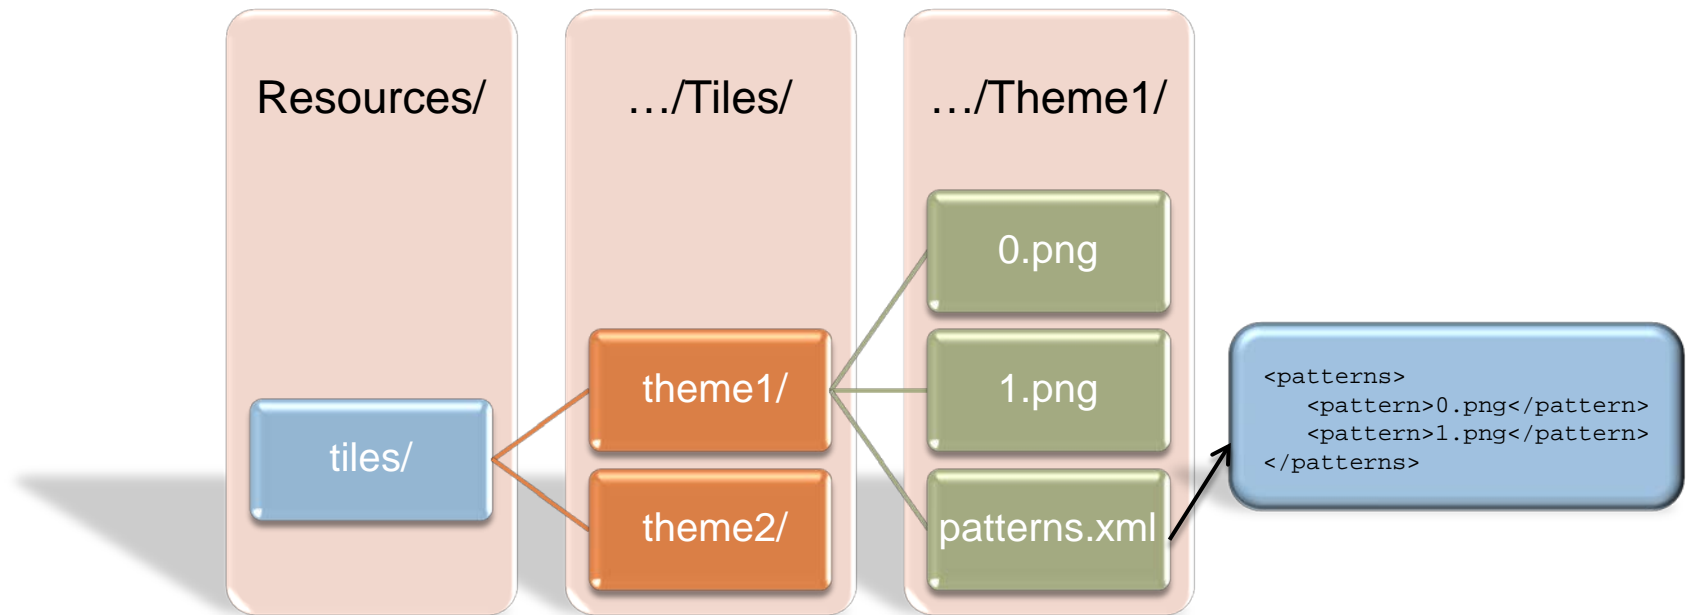 Resources/
…/Tiles/
…/Theme1/
tiles/
theme1/
theme2/
0.png
1.png
patterns.xml
<patterns>
<pattern>0.png</pattern>
<pattern>1.png</pattern>
</patterns>